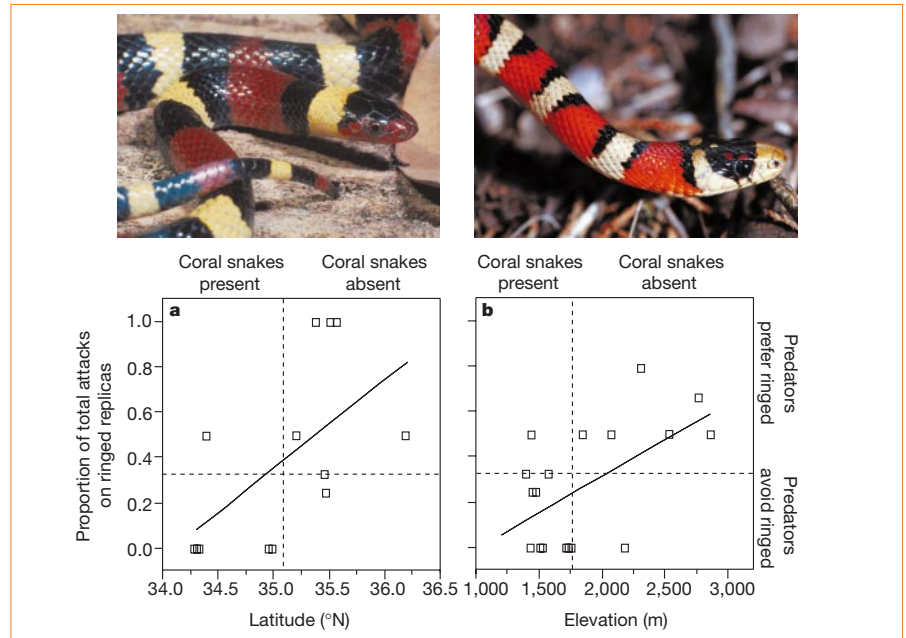 Coral snakes
present
Coral snakes
absent
Coral snakes
present
Coral snakes
absent
a
b
Proportion of total attacks
on ringed replicas
1.0
0.8
0.6
0.4
0.2
0.0
Predators
prefer ringed
Predators
avoid ringed
34.0 34.5 35.0 35.5 36.0 36.5
1,000 1,500 2,000 2,500 3,000
Latitude (°N)
Elevation (m)